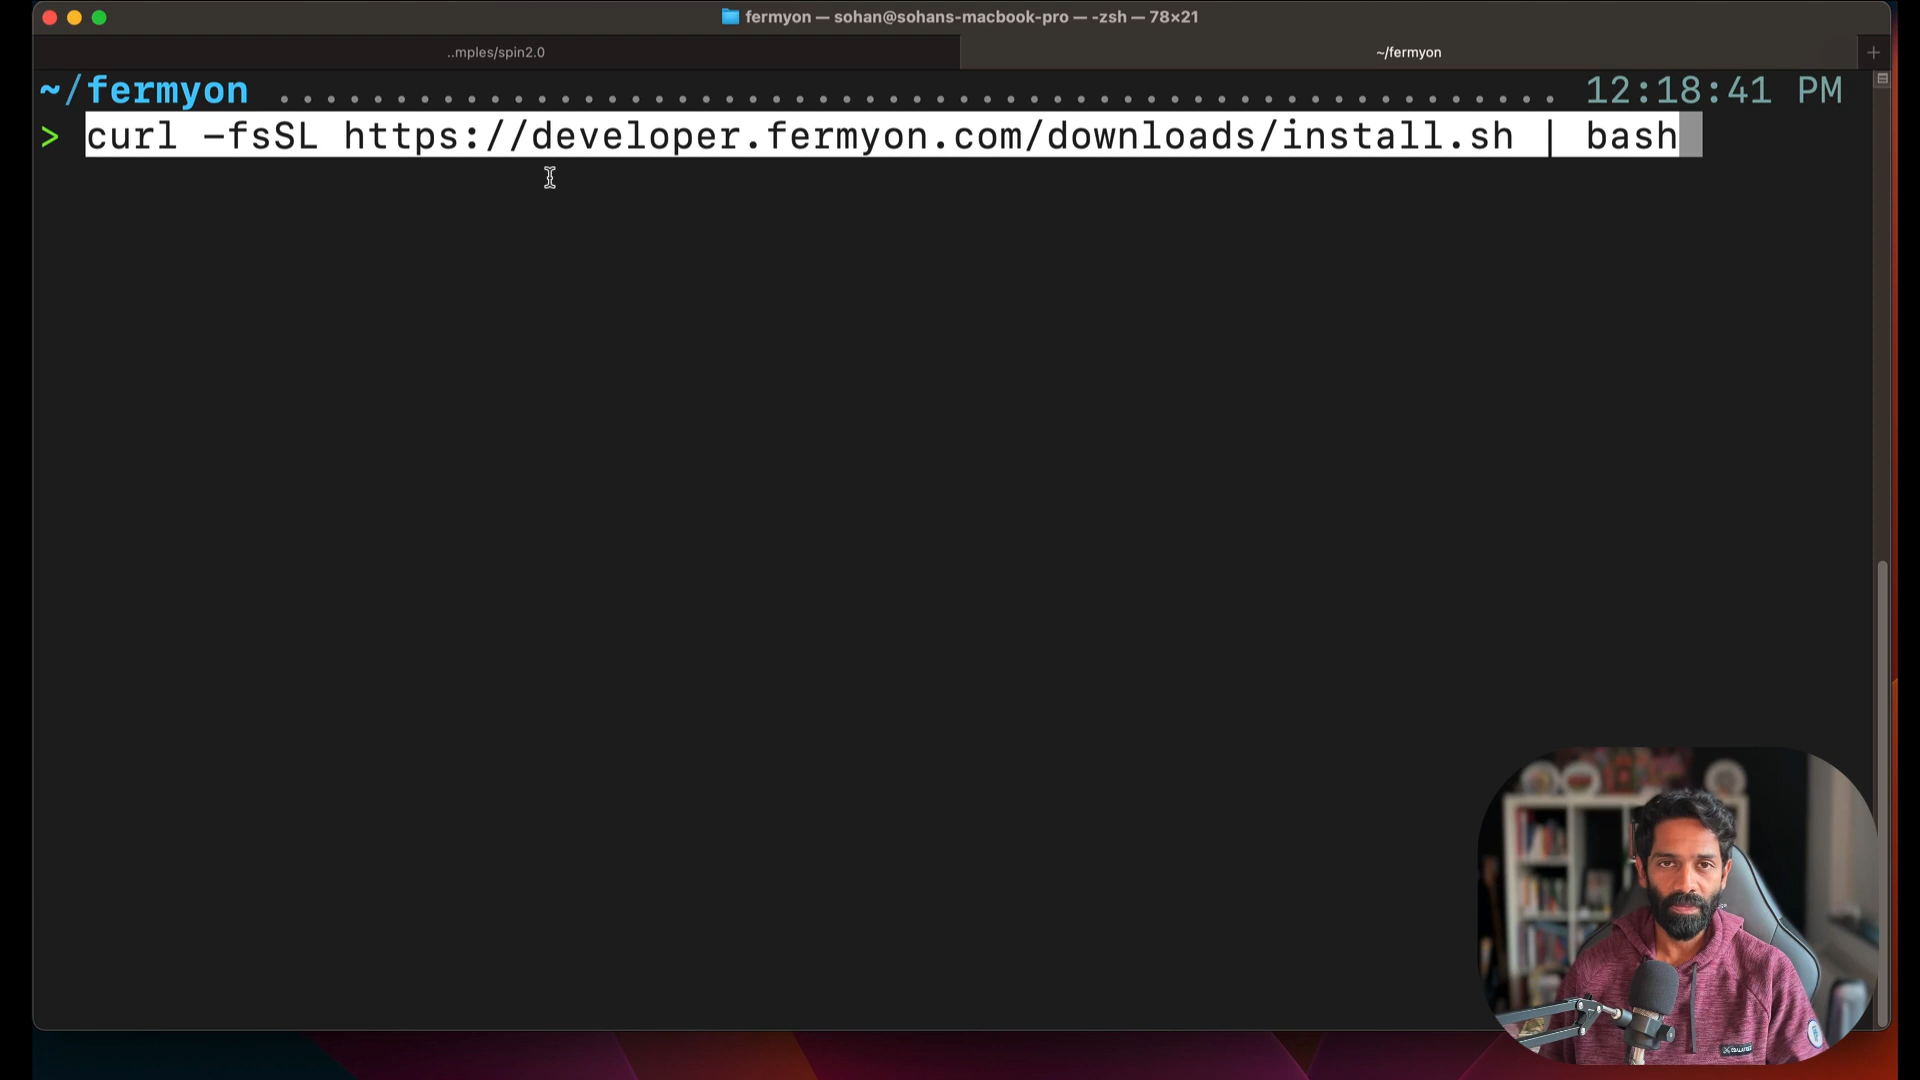 fermyon — sohan@sohans-macbook-pro — -zsh — 78×21
..mples/spin2.0
~/fermyon
~/fermyon ...................................................... 12:18:41 PM
> curl -fsSL https://developer.fermyon.com/downloads/install.sh | bash